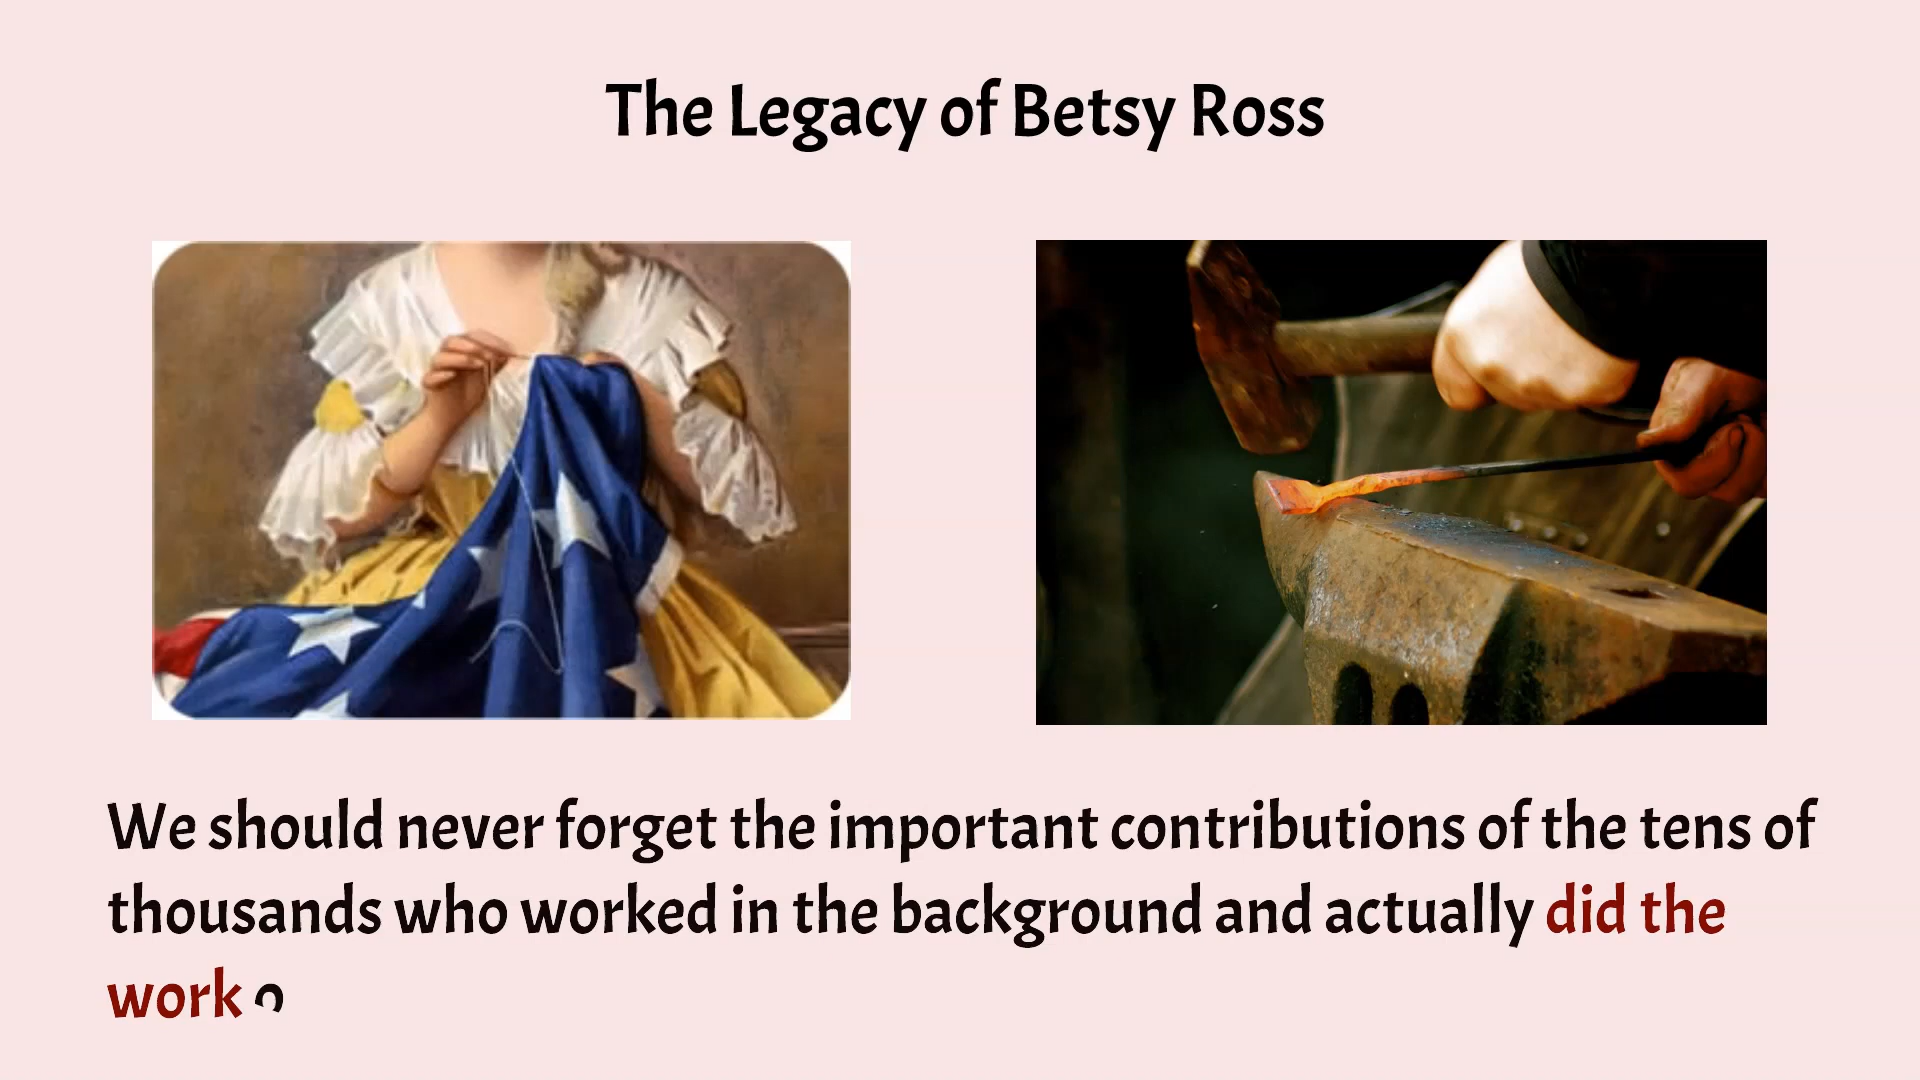 The Legacy of Betsy Ross
We should never forget the important contributions of the tens of
thousands who worked in the background and actually did the
work